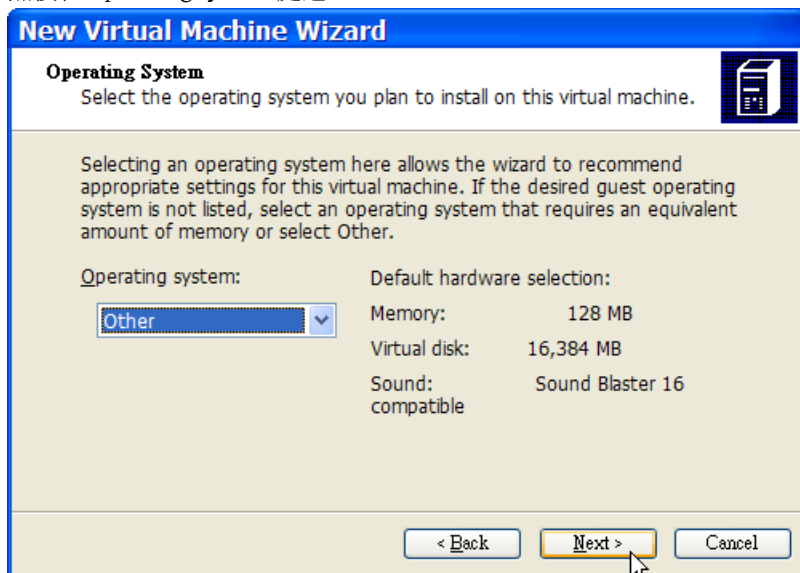 New Virtual Machine Wizard
Operating System
Select the operating system you plan to install on this virtual machine.
Selecting an operating system here allows the wizard to recommend
appropriate settings for this virtual machine. If the desired guest operating
system is not listed, select an operating system that requires an equivalent
amount of memory or select Other.
Operating system:
Other
Default hardware selection:
Memory: 128 MB
Virtual disk: 16,384 MB
Sound: Sound Blaster 16
compatible
< Back Next > Cancel